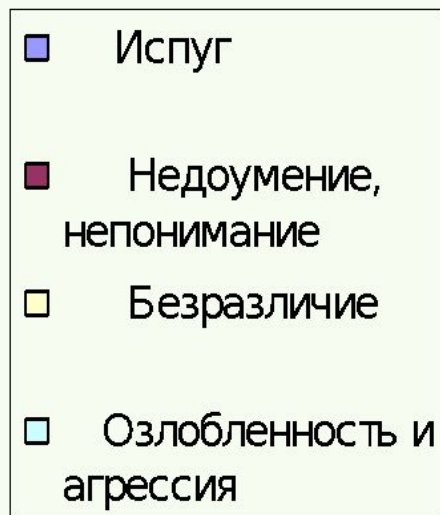 Испуг
Недоумение,
непонимание
Безразличие
Озлобленность и
агрессия